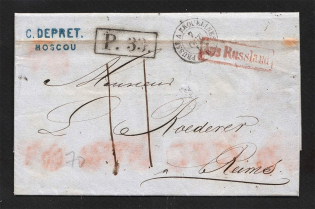 C. DEPRET.
MOSCOU
P. 33.
Aus Russland
Monsieur
L Roederer
Reims